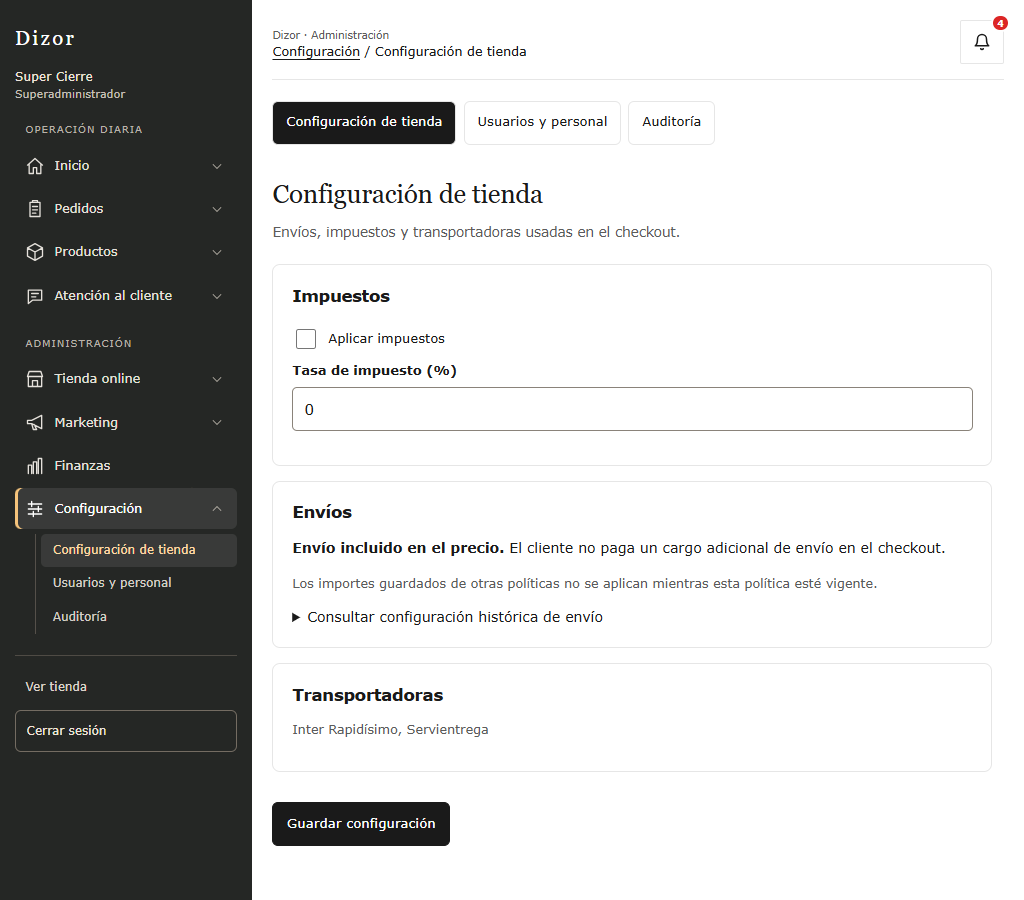 Dizor
Super Cierre
Superadministrador
OPERACIÓN DIARIA
Inicio
Pedidos
Productos
Atención al cliente
ADMINISTRACIÓN
Tienda online
Marketing
Finanzas
Configuración
Configuración de tienda
Usuarios y personal
Auditoría
Ver tienda
Cerrar sesión
Dizor · Administración
Configuración / Configuración de tienda
4
Configuración de tienda
Usuarios y personal
Auditoría
Configuración de tienda
Envíos, impuestos y transportadoras usadas en el checkout.
Impuestos
Aplicar impuestos
Tasa de impuesto (%)
0
Envíos
Envío incluido en el precio. El cliente no paga un cargo adicional de envío en el checkout.
Los importes guardados de otras políticas no se aplican mientras esta política esté vigente.
Consultar configuración histórica de envío
Transportadoras
Inter Rapidísimo, Servientrega
Guardar configuración